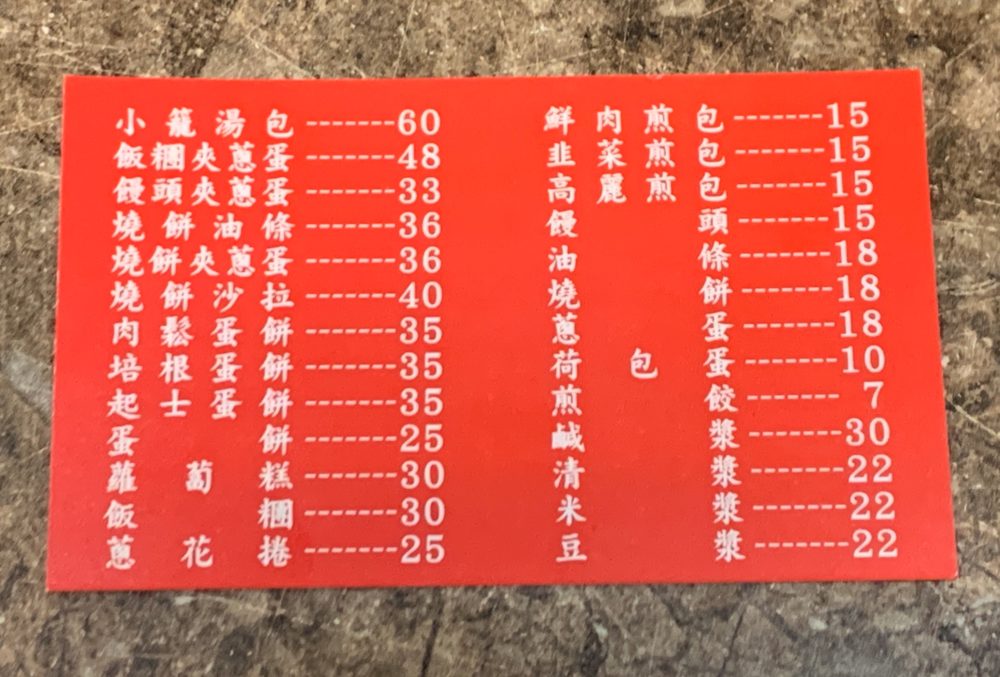 小籠湯包-------60
飯糰夾蔥蛋-------48
饅頭夾蔥蛋-------33
燒餅油條-------36
燒餅夾蔥蛋-------36
燒餅沙拉-------40
肉鬆蛋餅-------35
培根蛋餅-------35
起士蛋餅-------35
蛋餅-------25
蘿蔔糕-------30
飯糰-------30
蔥花捲-------25
鮮肉煎包-------15
韭菜煎包-------15
高麗煎包-------15
饅頭-------15
油條-------18
燒餅-------18
蔥蛋-------18
荷包蛋-------10
煎餃-------7
鹹漿-------30
清漿-------22
米漿-------22
豆漿-------22